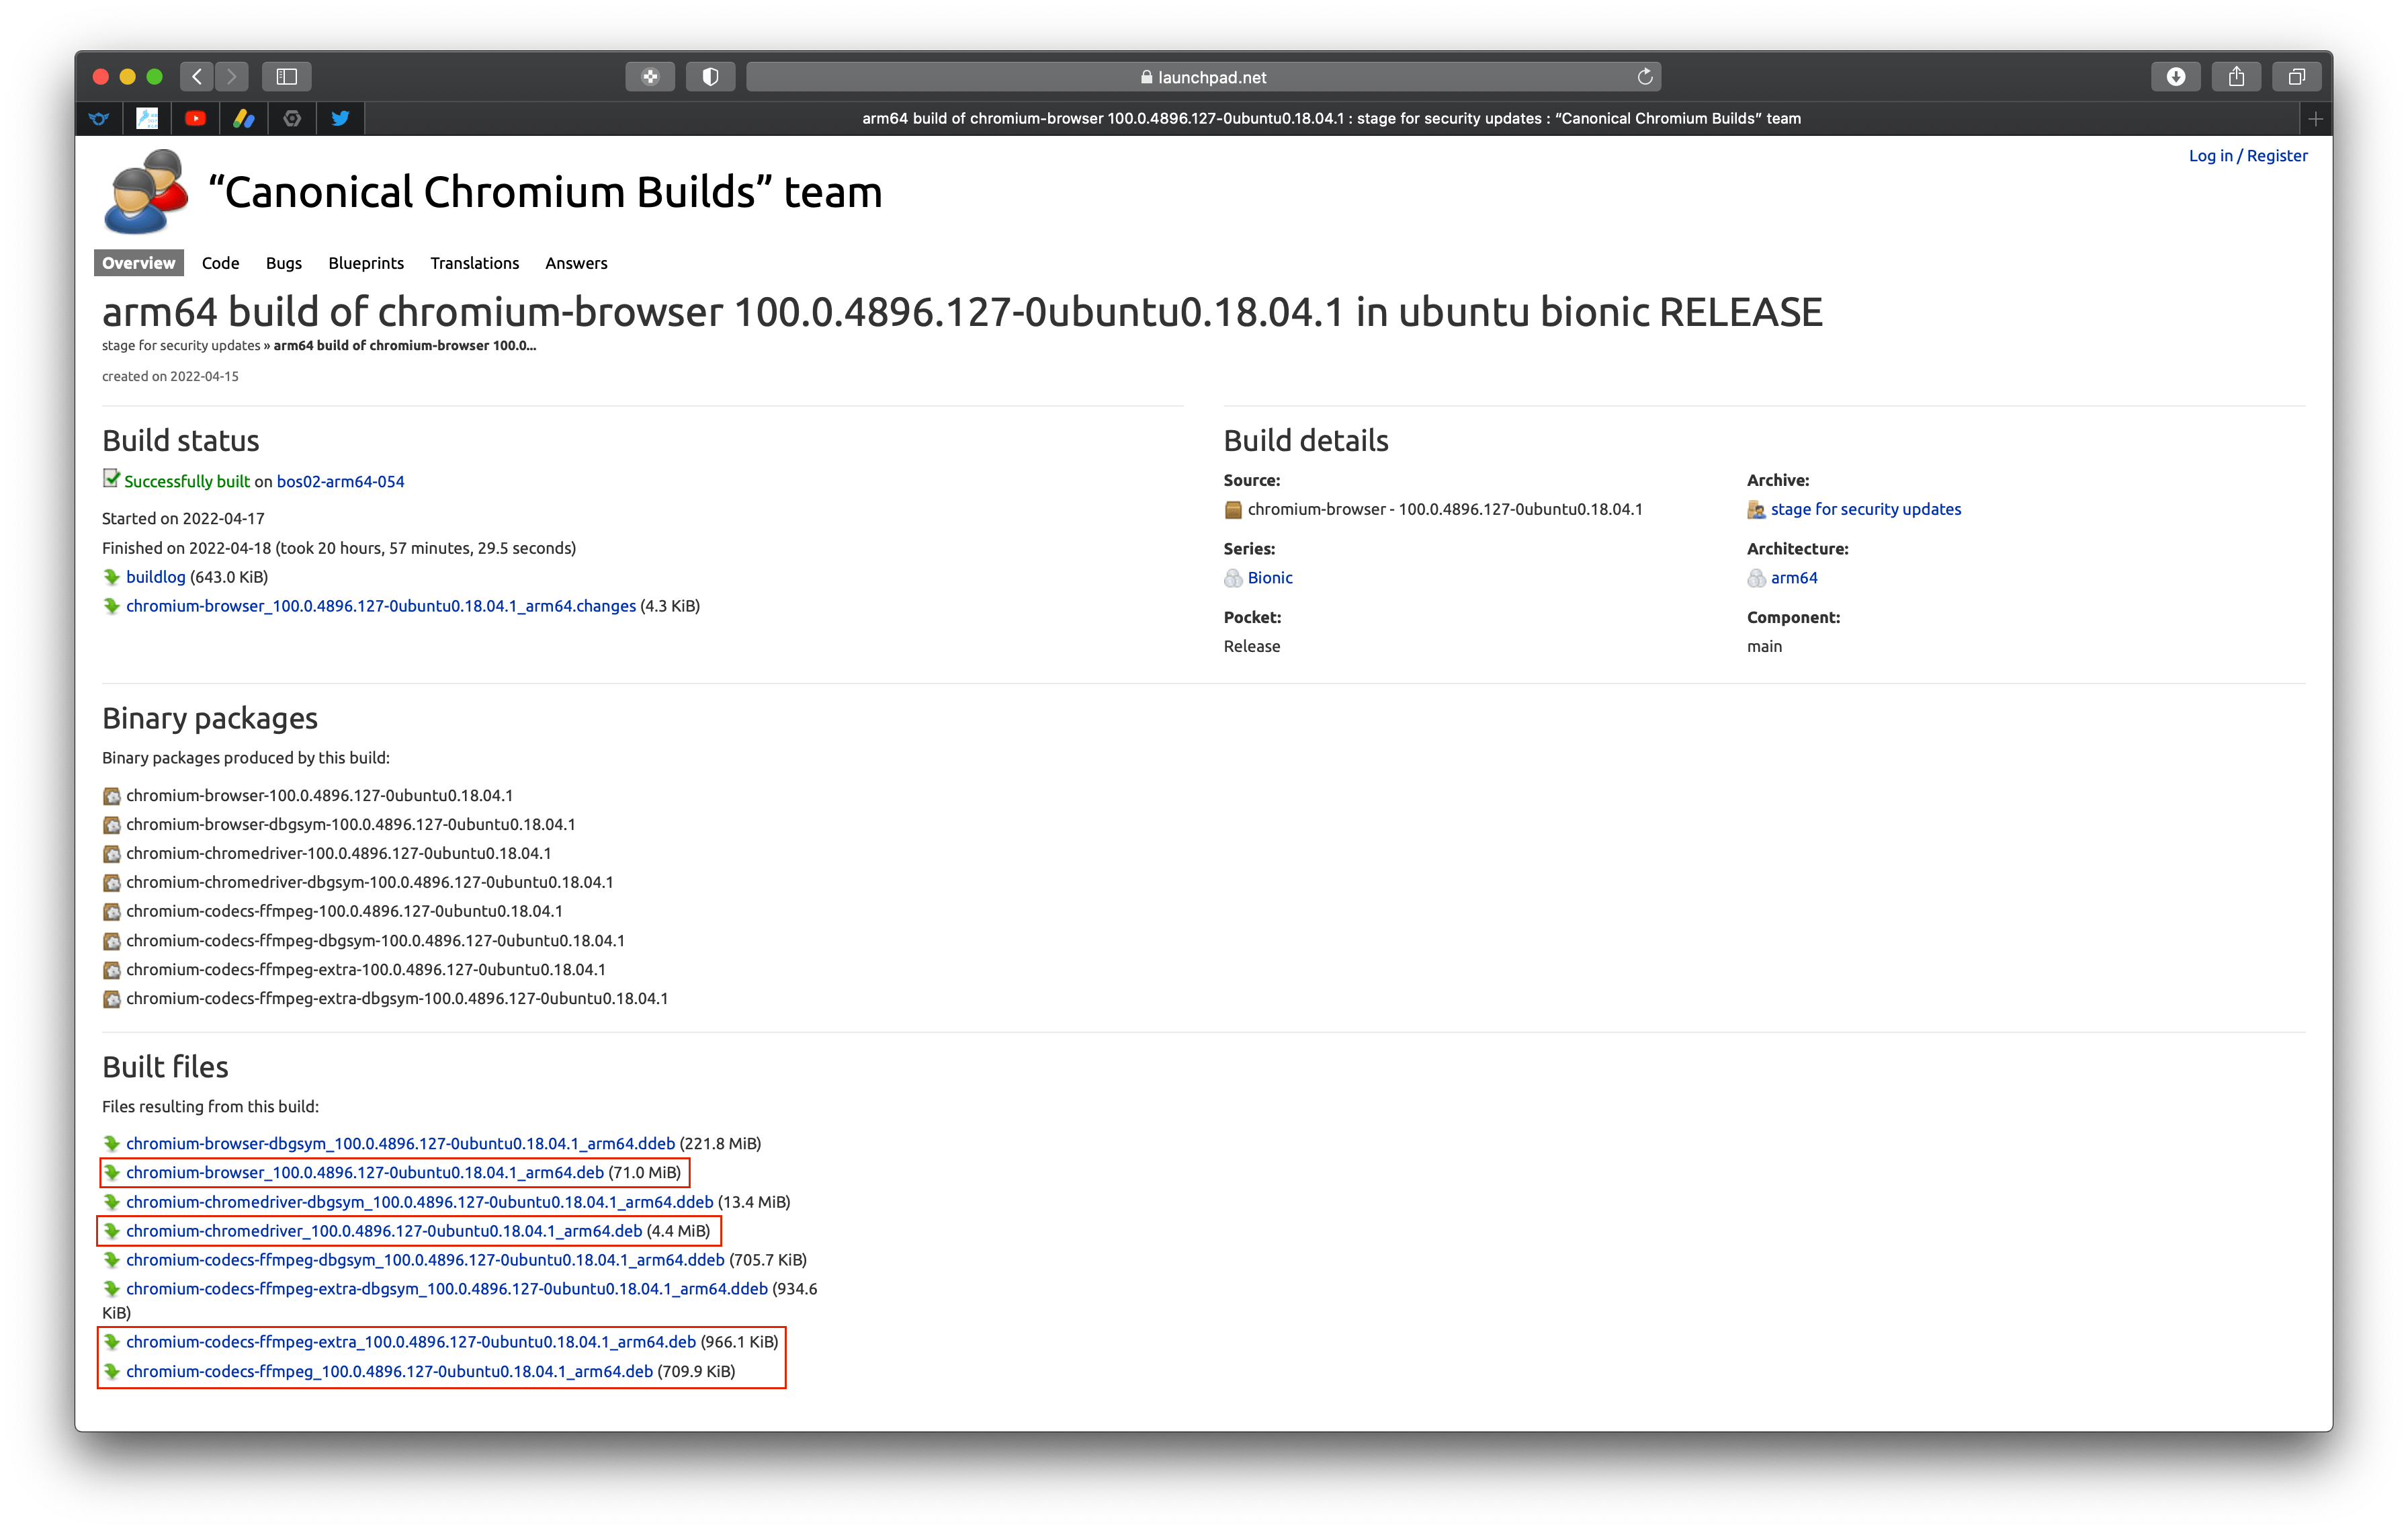 launchpad.net
arm64 build of chromium-browser 100.0.4896.127-0ubuntu0.18.04.1 : stage for security updates : “Canonical Chromium Builds” team
Log in / Register
“Canonical Chromium Builds” team
Overview Code Bugs Blueprints Translations Answers
arm64 build of chromium-browser 100.0.4896.127-0ubuntu0.18.04.1 in ubuntu bionic RELEASE
stage for security updates » arm64 build of chromium-browser 100.0...
created on 2022-04-15
Build status
Successfully built on bos02-arm64-054
Started on 2022-04-17
Finished on 2022-04-18 (took 20 hours, 57 minutes, 29.5 seconds)
buildlog (643.0 KiB)
chromium-browser_100.0.4896.127-0ubuntu0.18.04.1_arm64.changes (4.3 KiB)
Build details
Source:
chromium-browser - 100.0.4896.127-0ubuntu0.18.04.1
Archive:
stage for security updates
Series:
Bionic
Architecture:
arm64
Pocket:
Release
Component:
main
Binary packages
Binary packages produced by this build:
chromium-browser-100.0.4896.127-0ubuntu0.18.04.1
chromium-browser-dbgsym-100.0.4896.127-0ubuntu0.18.04.1
chromium-chromedriver-100.0.4896.127-0ubuntu0.18.04.1
chromium-chromedriver-dbgsym-100.0.4896.127-0ubuntu0.18.04.1
chromium-codecs-ffmpeg-100.0.4896.127-0ubuntu0.18.04.1
chromium-codecs-ffmpeg-dbgsym-100.0.4896.127-0ubuntu0.18.04.1
chromium-codecs-ffmpeg-extra-100.0.4896.127-0ubuntu0.18.04.1
chromium-codecs-ffmpeg-extra-dbgsym-100.0.4896.127-0ubuntu0.18.04.1
Built files
Files resulting from this build:
chromium-browser-dbgsym_100.0.4896.127-0ubuntu0.18.04.1_arm64.ddeb (221.8 MiB)
chromium-browser_100.0.4896.127-0ubuntu0.18.04.1_arm64.deb (71.0 MiB)
chromium-chromedriver-dbgsym_100.0.4896.127-0ubuntu0.18.04.1_arm64.ddeb (13.4 MiB)
chromium-chromedriver_100.0.4896.127-0ubuntu0.18.04.1_arm64.deb (4.4 MiB)
chromium-codecs-ffmpeg-dbgsym_100.0.4896.127-0ubuntu0.18.04.1_arm64.ddeb (705.7 KiB)
chromium-codecs-ffmpeg-extra-dbgsym_100.0.4896.127-0ubuntu0.18.04.1_arm64.ddeb (934.6
KiB)
chromium-codecs-ffmpeg-extra_100.0.4896.127-0ubuntu0.18.04.1_arm64.deb (966.1 KiB)
chromium-codecs-ffmpeg_100.0.4896.127-0ubuntu0.18.04.1_arm64.deb (709.9 KiB)